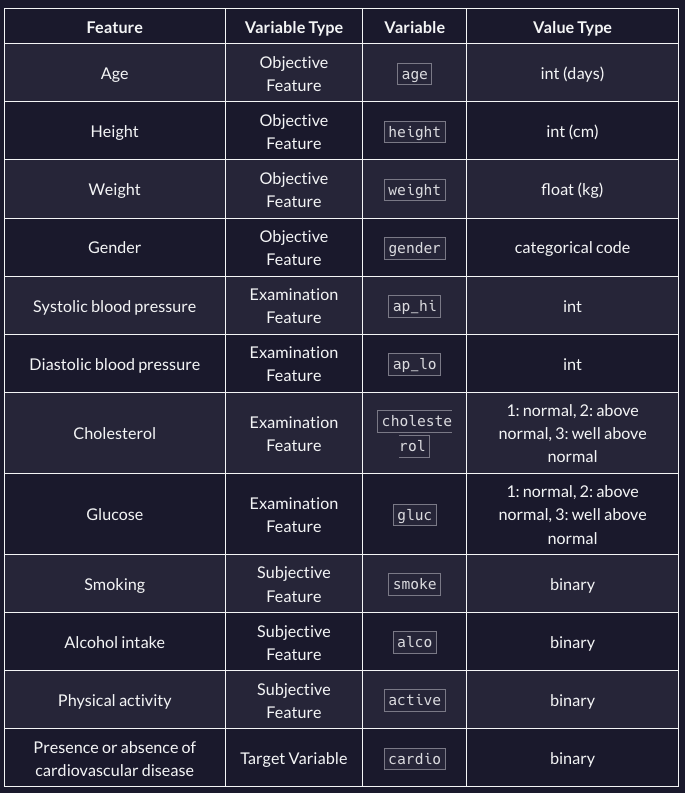 Feature Variable Type Variable Value Type
Age Objective Feature age int (days)
Height Objective Feature height int (cm)
Weight Objective Feature weight float (kg)
Gender Objective Feature gender categorical code
Systolic blood pressure Examination Feature ap_hi int
Diastolic blood pressure Examination Feature ap_lo int
Cholesterol Examination Feature cholesterol 1: normal, 2: above normal, 3: well above normal
Glucose Examination Feature gluc 1: normal, 2: above normal, 3: well above normal
Smoking Subjective Feature smoke binary
Alcohol intake Subjective Feature alco binary
Physical activity Subjective Feature active binary
Presence or absence of cardiovascular disease Target Variable cardio binary